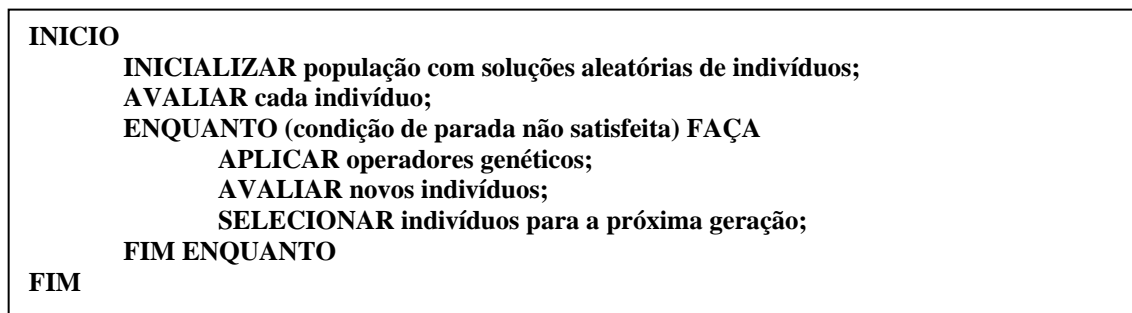 INICIO
INICIALIZAR população com soluções aleatórias de indivíduos;
AVALIAR cada indivíduo;
ENQUANTO (condição de parada não satisfeita) FAÇA
APLICAR operadores genéticos;
AVALIAR novos indivíduos;
SELECIONAR indivíduos para a próxima geração;
FIM ENQUANTO
FIM